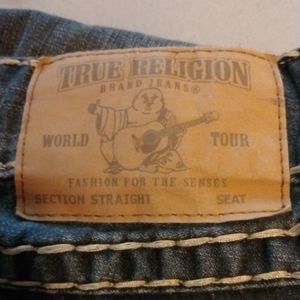 TRUE RELIGION
BRAND JEANS®
WORLD TOUR
FASHION FOR THE SENSES
SECTION STRAIGHT SEAT